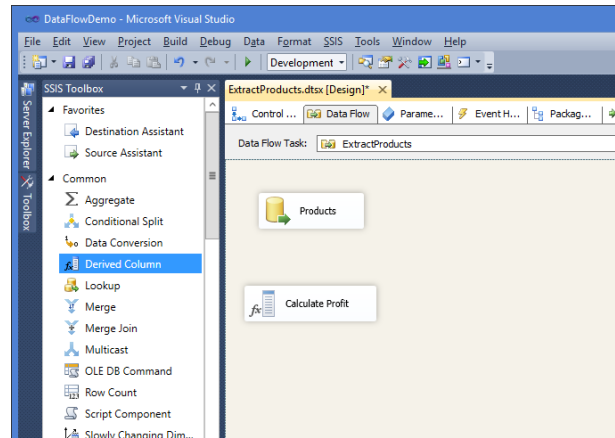 DataFlowDemo - Microsoft Visual Studio
File Edit View Project Build Debug Data Format SSIS Tools Window Help
Development
SSIS Toolbox
ExtractProducts.dtsx [Design]*
Control ... Data Flow Parame... Event H... Packag...
Data Flow Task: ExtractProducts
Server Explorer
Toolbox
Favorites
Destination Assistant
Source Assistant
Common
Aggregate
Conditional Split
Data Conversion
fx Derived Column
Lookup
Merge
Merge Join
Multicast
OLE DB Command
Row Count
Script Component
Slowly Changing Dim...
Products
fx Calculate Profit